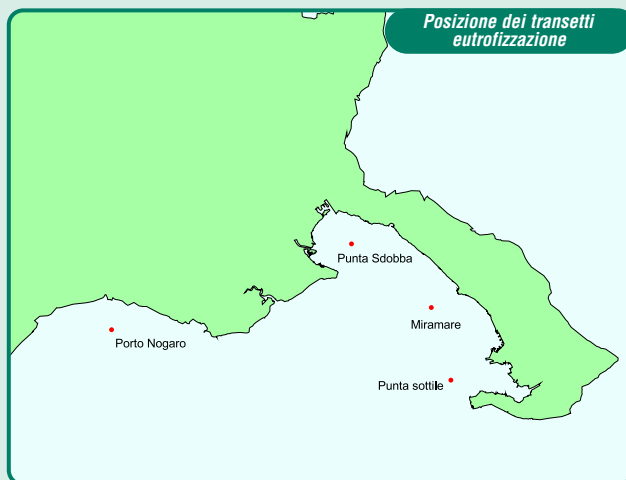 Posizione dei transetti
eutrofizzazione
Punta Sdobba
Miramare
Porto Nogaro
Punta sottile